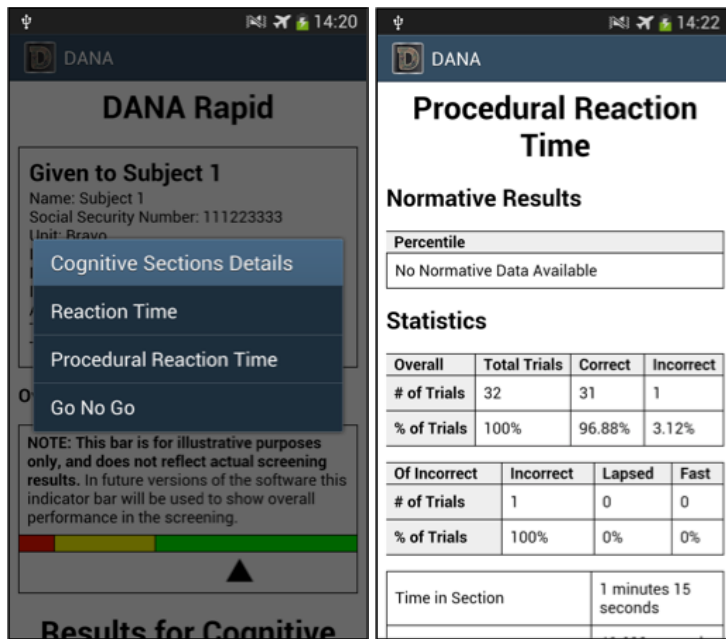 14:20
DANA
DANA Rapid
Given to Subject 1
Name: Subject 1
Social Security Number: 111223333
Unit: Bravo
Cognitive Sections Details
Reaction Time
Procedural Reaction Time
Go No Go
NOTE: This bar is for illustrative purposes
only, and does not reflect actual screening
results. In future versions of the software this
indicator bar will be used to show overall
performance in the screening.
Results for Cognitive
14:22
DANA
Procedural Reaction
Time
Normative Results
Percentile
No Normative Data Available
Statistics
Overall Total Trials Correct Incorrect
# of Trials 32 31 1
% of Trials 100% 96.88% 3.12%
Of Incorrect Incorrect Lapsed Fast
# of Trials 1 0 0
% of Trials 100% 0% 0%
Time in Section 1 minutes 15
seconds